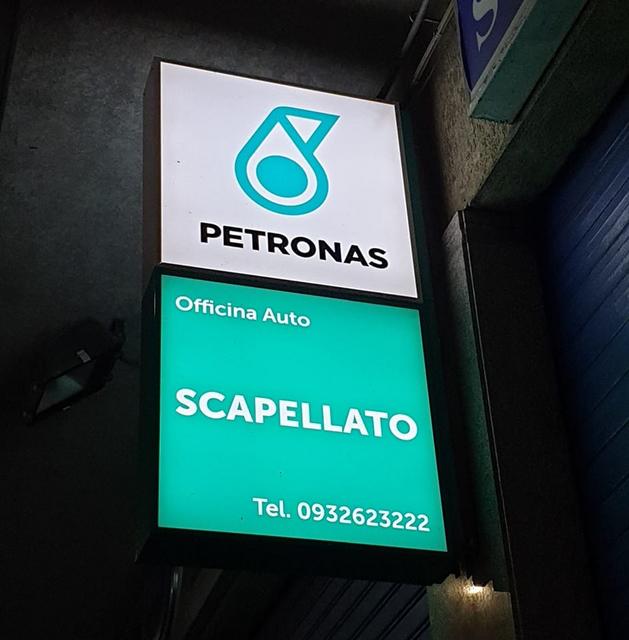 PETRONAS
Officina Auto
SCAPELLATO
Tel. 0932623222